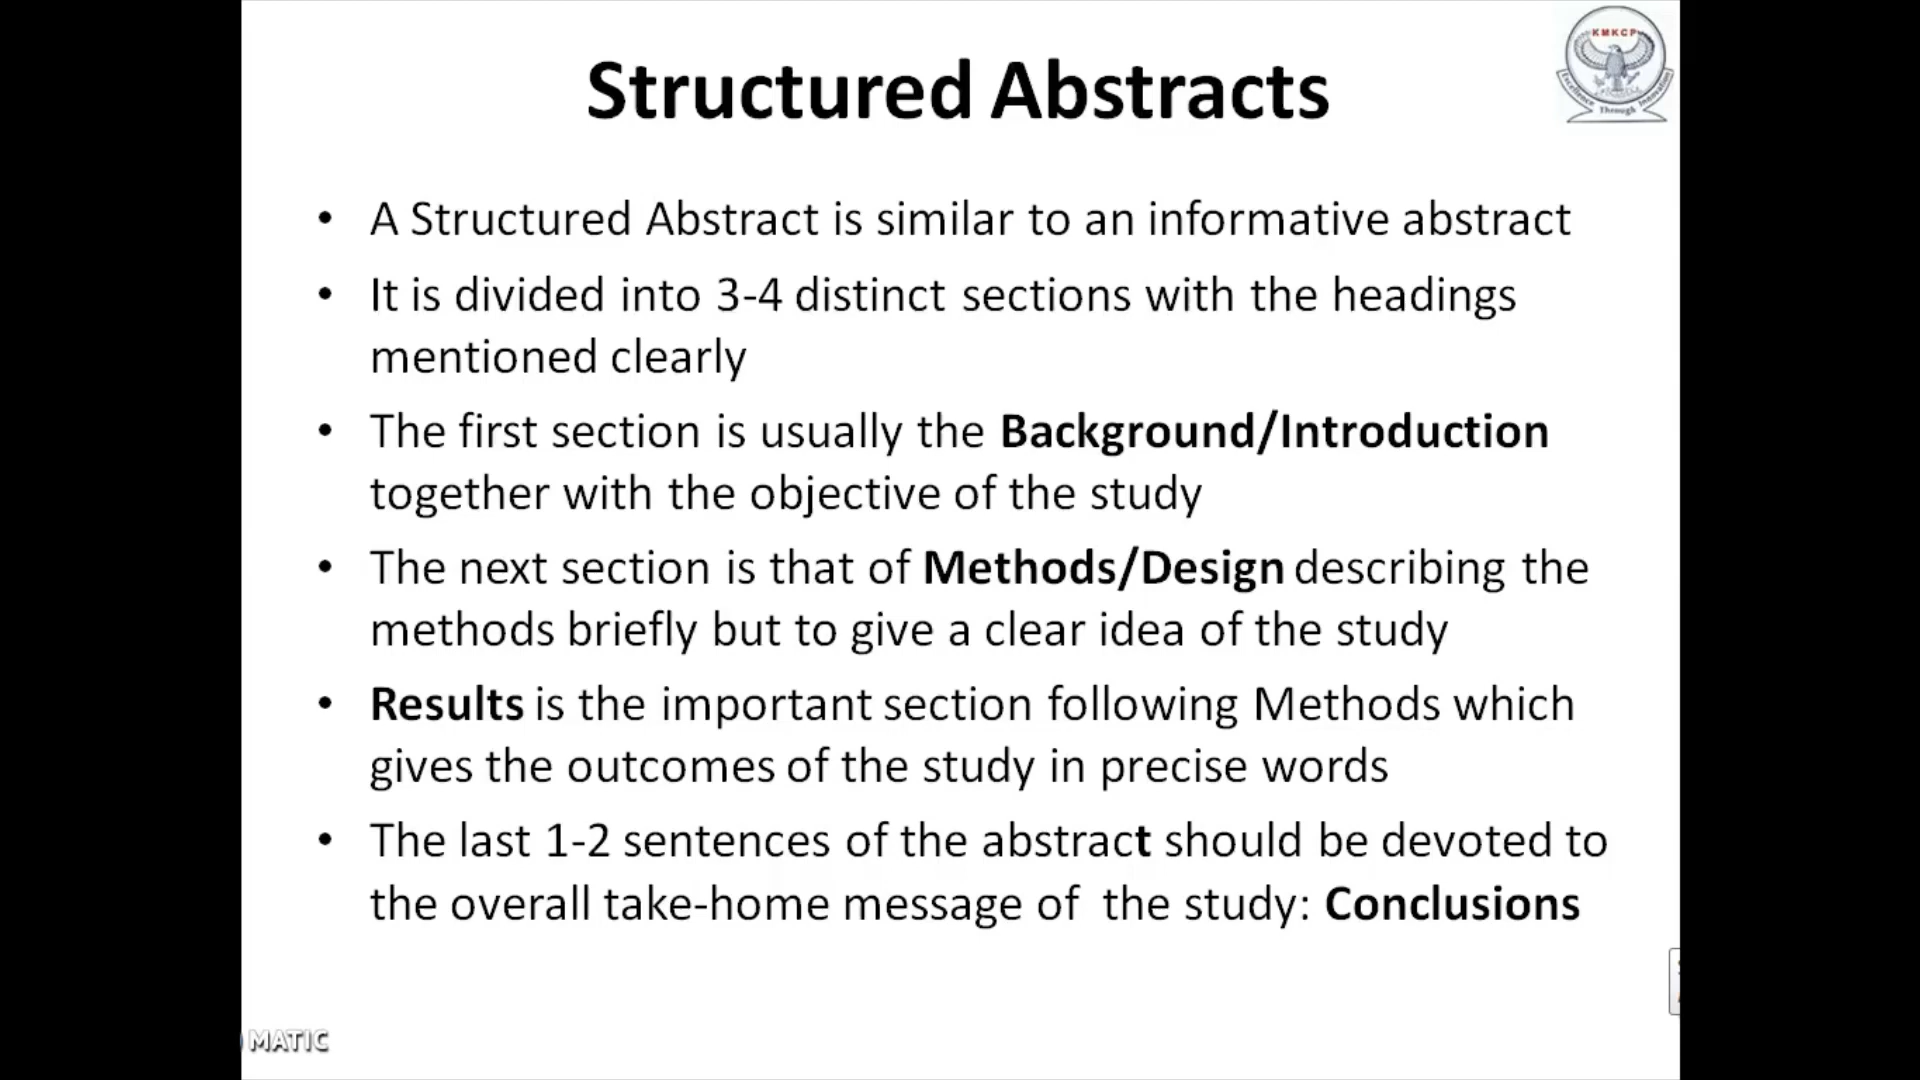 Structured Abstracts
KMKCP
Excellence Through Innovation
• A Structured Abstract is similar to an informative abstract
• It is divided into 3-4 distinct sections with the headings
mentioned clearly
• The first section is usually the Background/Introduction
together with the objective of the study
• The next section is that of Methods/Design describing the
methods briefly but to give a clear idea of the study
• Results is the important section following Methods which
gives the outcomes of the study in precise words
• The last 1-2 sentences of the abstract should be devoted to
the overall take-home message of  the study: Conclusions
MATIC